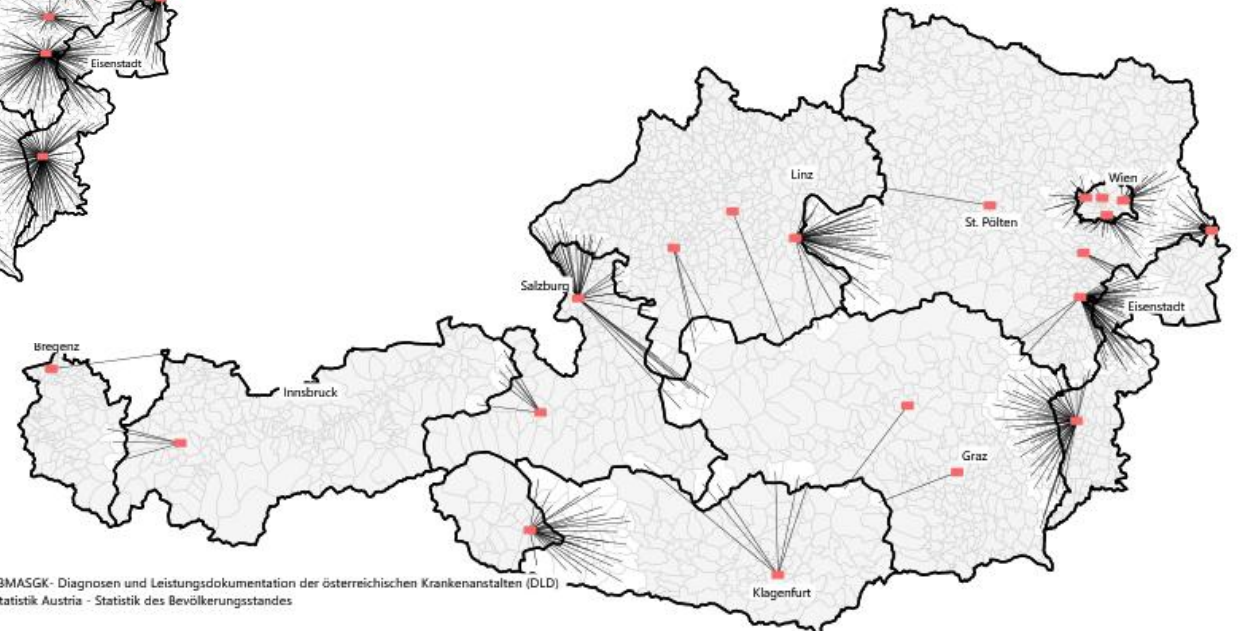 Eisenstadt
Linz
Wien
St. Pölten
Salzburg
Eisenstadt
Bregenz
Innsbruck
Graz
BMASGK- Diagnosen und Leistungsdokumentation der österreichischen Krankenanstalten (DLD)
tatistik Austria - Statistik des Bevölkerungsstandes
Klagenfurt